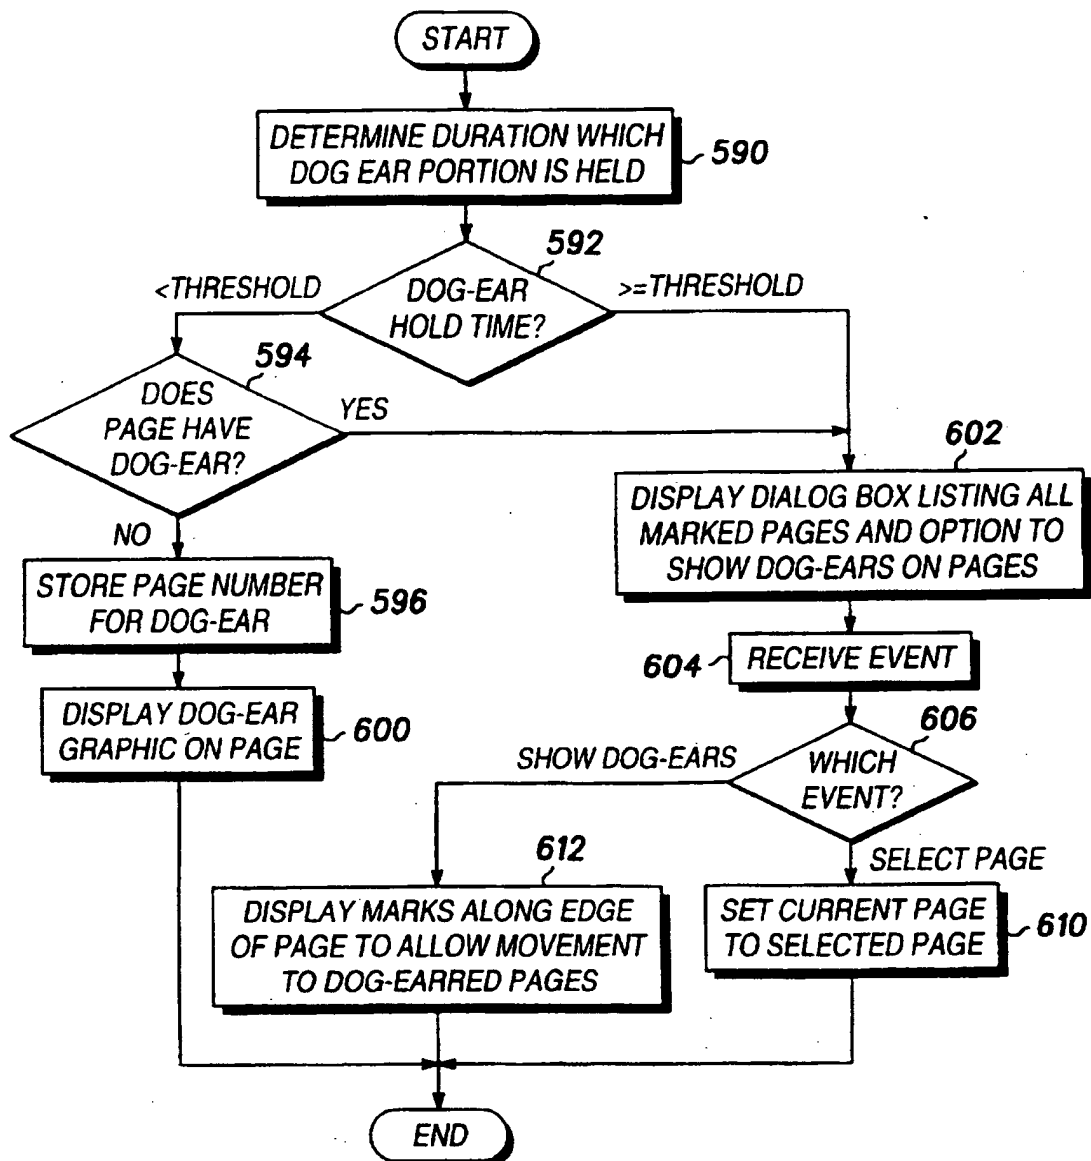 START
DETERMINE DURATION WHICH
DOG EAR PORTION IS HELD
590
592
<THRESHOLD
DOG-EAR
HOLD TIME?
>=THRESHOLD
594
DOES
PAGE HAVE
DOG-EAR?
YES
602
DISPLAY DIALOG BOX LISTING ALL
MARKED PAGES AND OPTION TO
SHOW DOG-EARS ON PAGES
NO
STORE PAGE NUMBER
FOR DOG-EAR
596
604
RECEIVE EVENT
DISPLAY DOG-EAR
GRAPHIC ON PAGE
600
606
SHOW DOG-EARS
WHICH
EVENT?
SELECT PAGE
612
DISPLAY MARKS ALONG EDGE
OF PAGE TO ALLOW MOVEMENT
TO DOG-EARRED PAGES
SET CURRENT PAGE
TO SELECTED PAGE
610
END